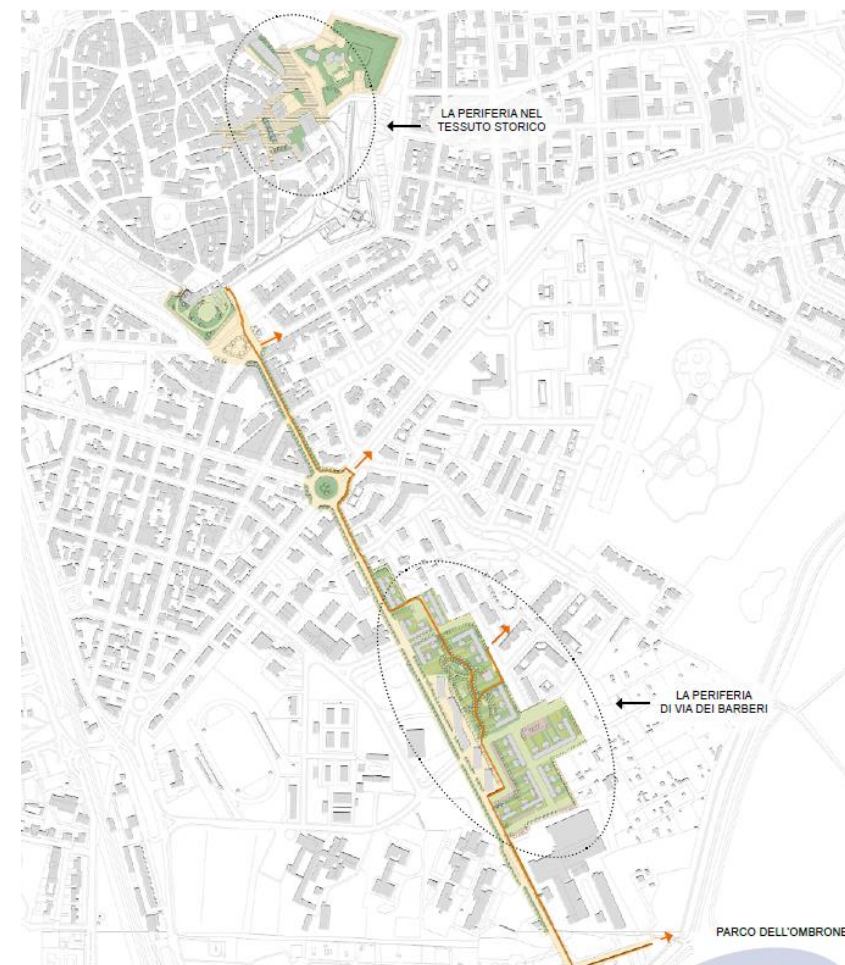 LA PERIFERIA NEL
TESSUTO STORICO
LA PERIFERIA
DI VIA DEI BARBERI
PARCO DELL'OMBRONE